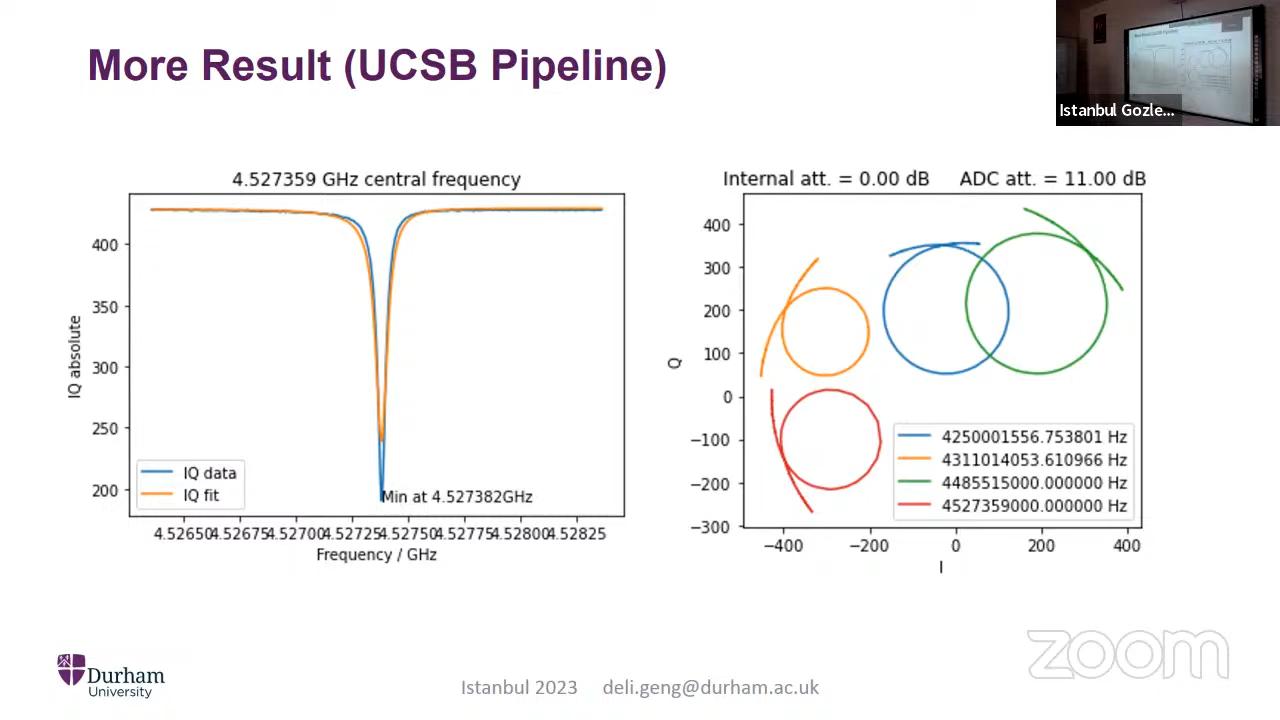 More Result (UCSB Pipeline)
Istanbul Gozle...
4.527359 GHz central frequency
IQ absolute
400
350
300
250
200
IQ data
IQ fit
Min at 4.527382GHz
4.52650 4.52675 4.52700 4.52725 4.52750 4.52775 4.52800 4.52825
Frequency / GHz
Internal att. = 0.00 dB ADC att. = 11.00 dB
Q
400
300
200
100
0
−100
−200
−300
4250001556.753801 Hz
4311014053.610966 Hz
4485515000.000000 Hz
4527359000.000000 Hz
−400 −200 0 200 400
I
Durham
University
Istanbul 2023 deli.geng@durham.ac.uk
zoom